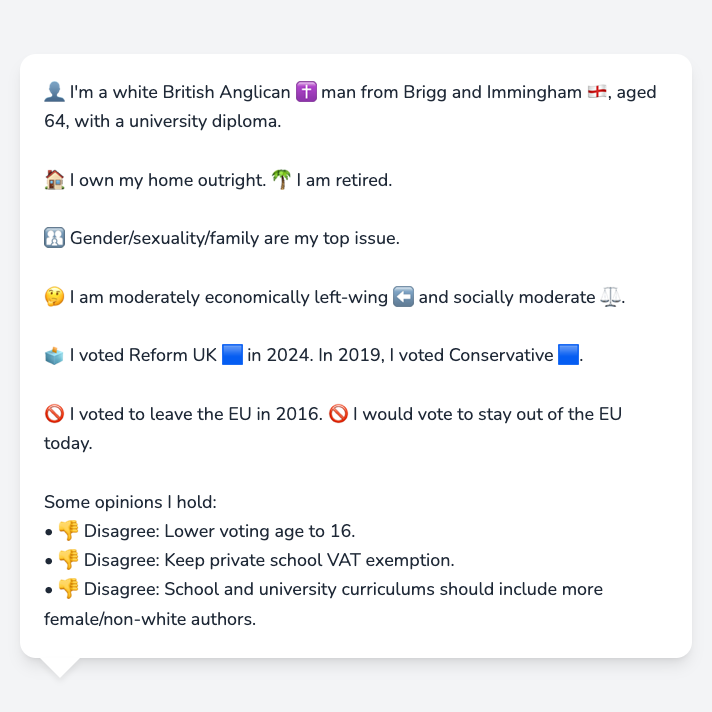 👤 I'm a white British Anglican ✝️ man from Brigg and Immingham 🏴󠁧󠁢󠁥󠁮󠁧󠁿, aged
64, with a university diploma.
🏠 I own my home outright. 🌴 I am retired.
🚻 Gender/sexuality/family are my top issue.
🤔 I am moderately economically left-wing ⬅️ and socially moderate ⚖️.
🗳️ I voted Reform UK 🟦 in 2024. In 2019, I voted Conservative 🟦.
🚫 I voted to leave the EU in 2016. 🚫 I would vote to stay out of the EU
today.
Some opinions I hold:
• 👎 Disagree: Lower voting age to 16.
• 👎 Disagree: Keep private school VAT exemption.
• 👎 Disagree: School and university curriculums should include more
female/non-white authors.